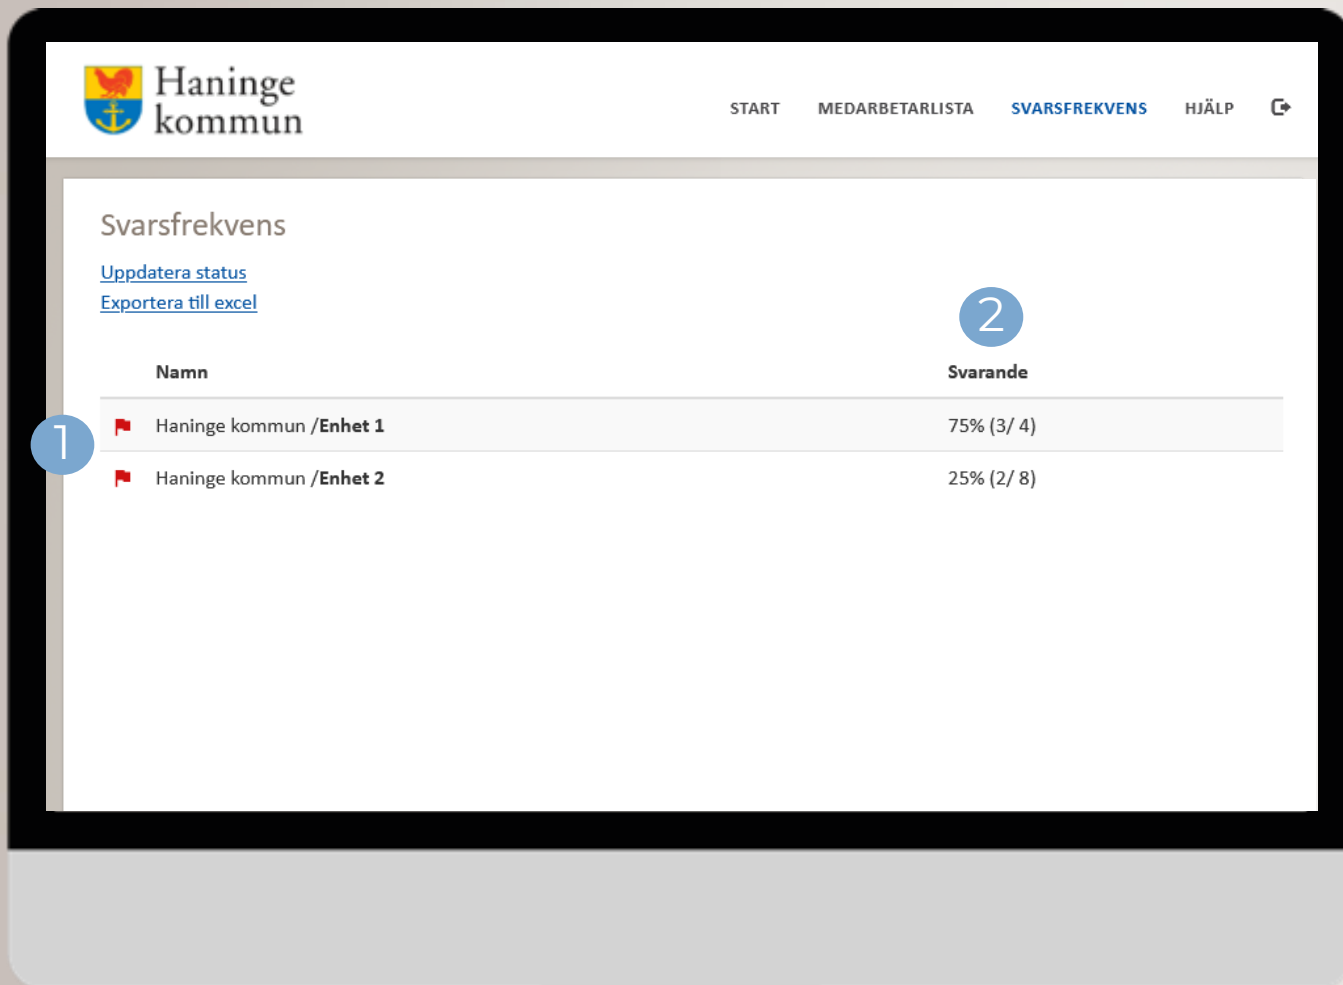 Haninge
kommun
START MEDARBETARLISTA SVARSFREKVENS HJÄLP
Svarsfrekvens
Uppdatera status
Exportera till excel
2
Namn Svarande
1
Haninge kommun /Enhet 1 75% (3/ 4)
Haninge kommun /Enhet 2 25% (2/ 8)